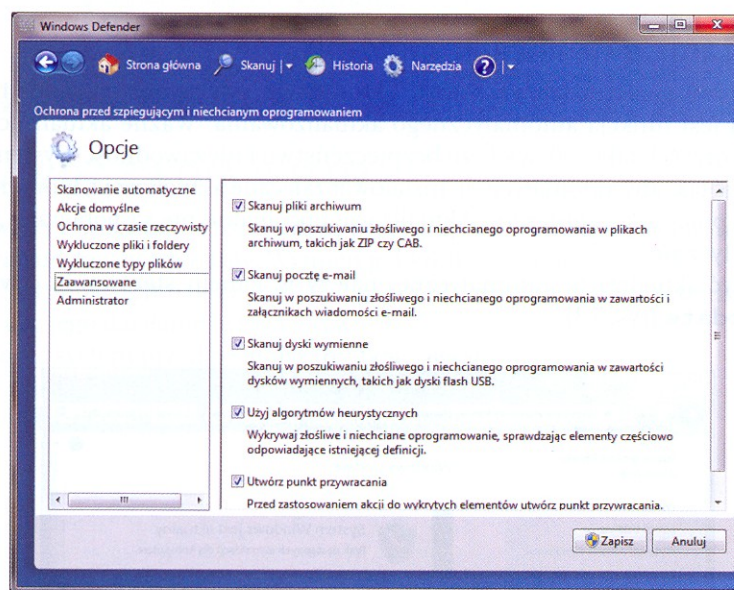 Windows Defender
Strona główna Skanuj Historia Narzędzia ?
Ochrona przed szpiegującym i niechcianym oprogramowaniem
Opcje
Skanowanie automatyczne
Akcje domyślne
Ochrona w czasie rzeczywisty
Wykluczone pliki i foldery
Wykluczone typy plików
Zaawansowane
Administrator
Skanuj pliki archiwum
Skanuj w poszukiwaniu złośliwego i niechcianego oprogramowania w plikach
archiwum, takich jak ZIP czy CAB.
Skanuj pocztę e-mail
Skanuj w poszukiwaniu złośliwego i niechcianego oprogramowania w zawartości i
załącznikach wiadomości e-mail.
Skanuj dyski wymienne
Skanuj w poszukiwaniu złośliwego i niechcianego oprogramowania w zawartości
dysków wymiennych, takich jak dyski flash USB.
Użyj algorytmów heurystycznych
Wykrywaj złośliwe i niechciane oprogramowanie, sprawdzając elementy częściowo
odpowiadające istniejącej definicji.
Utwórz punkt przywracania
Przed zastosowaniem akcji do wykrytych elementów utwórz punkt przywracania.
Zapisz Anuluj